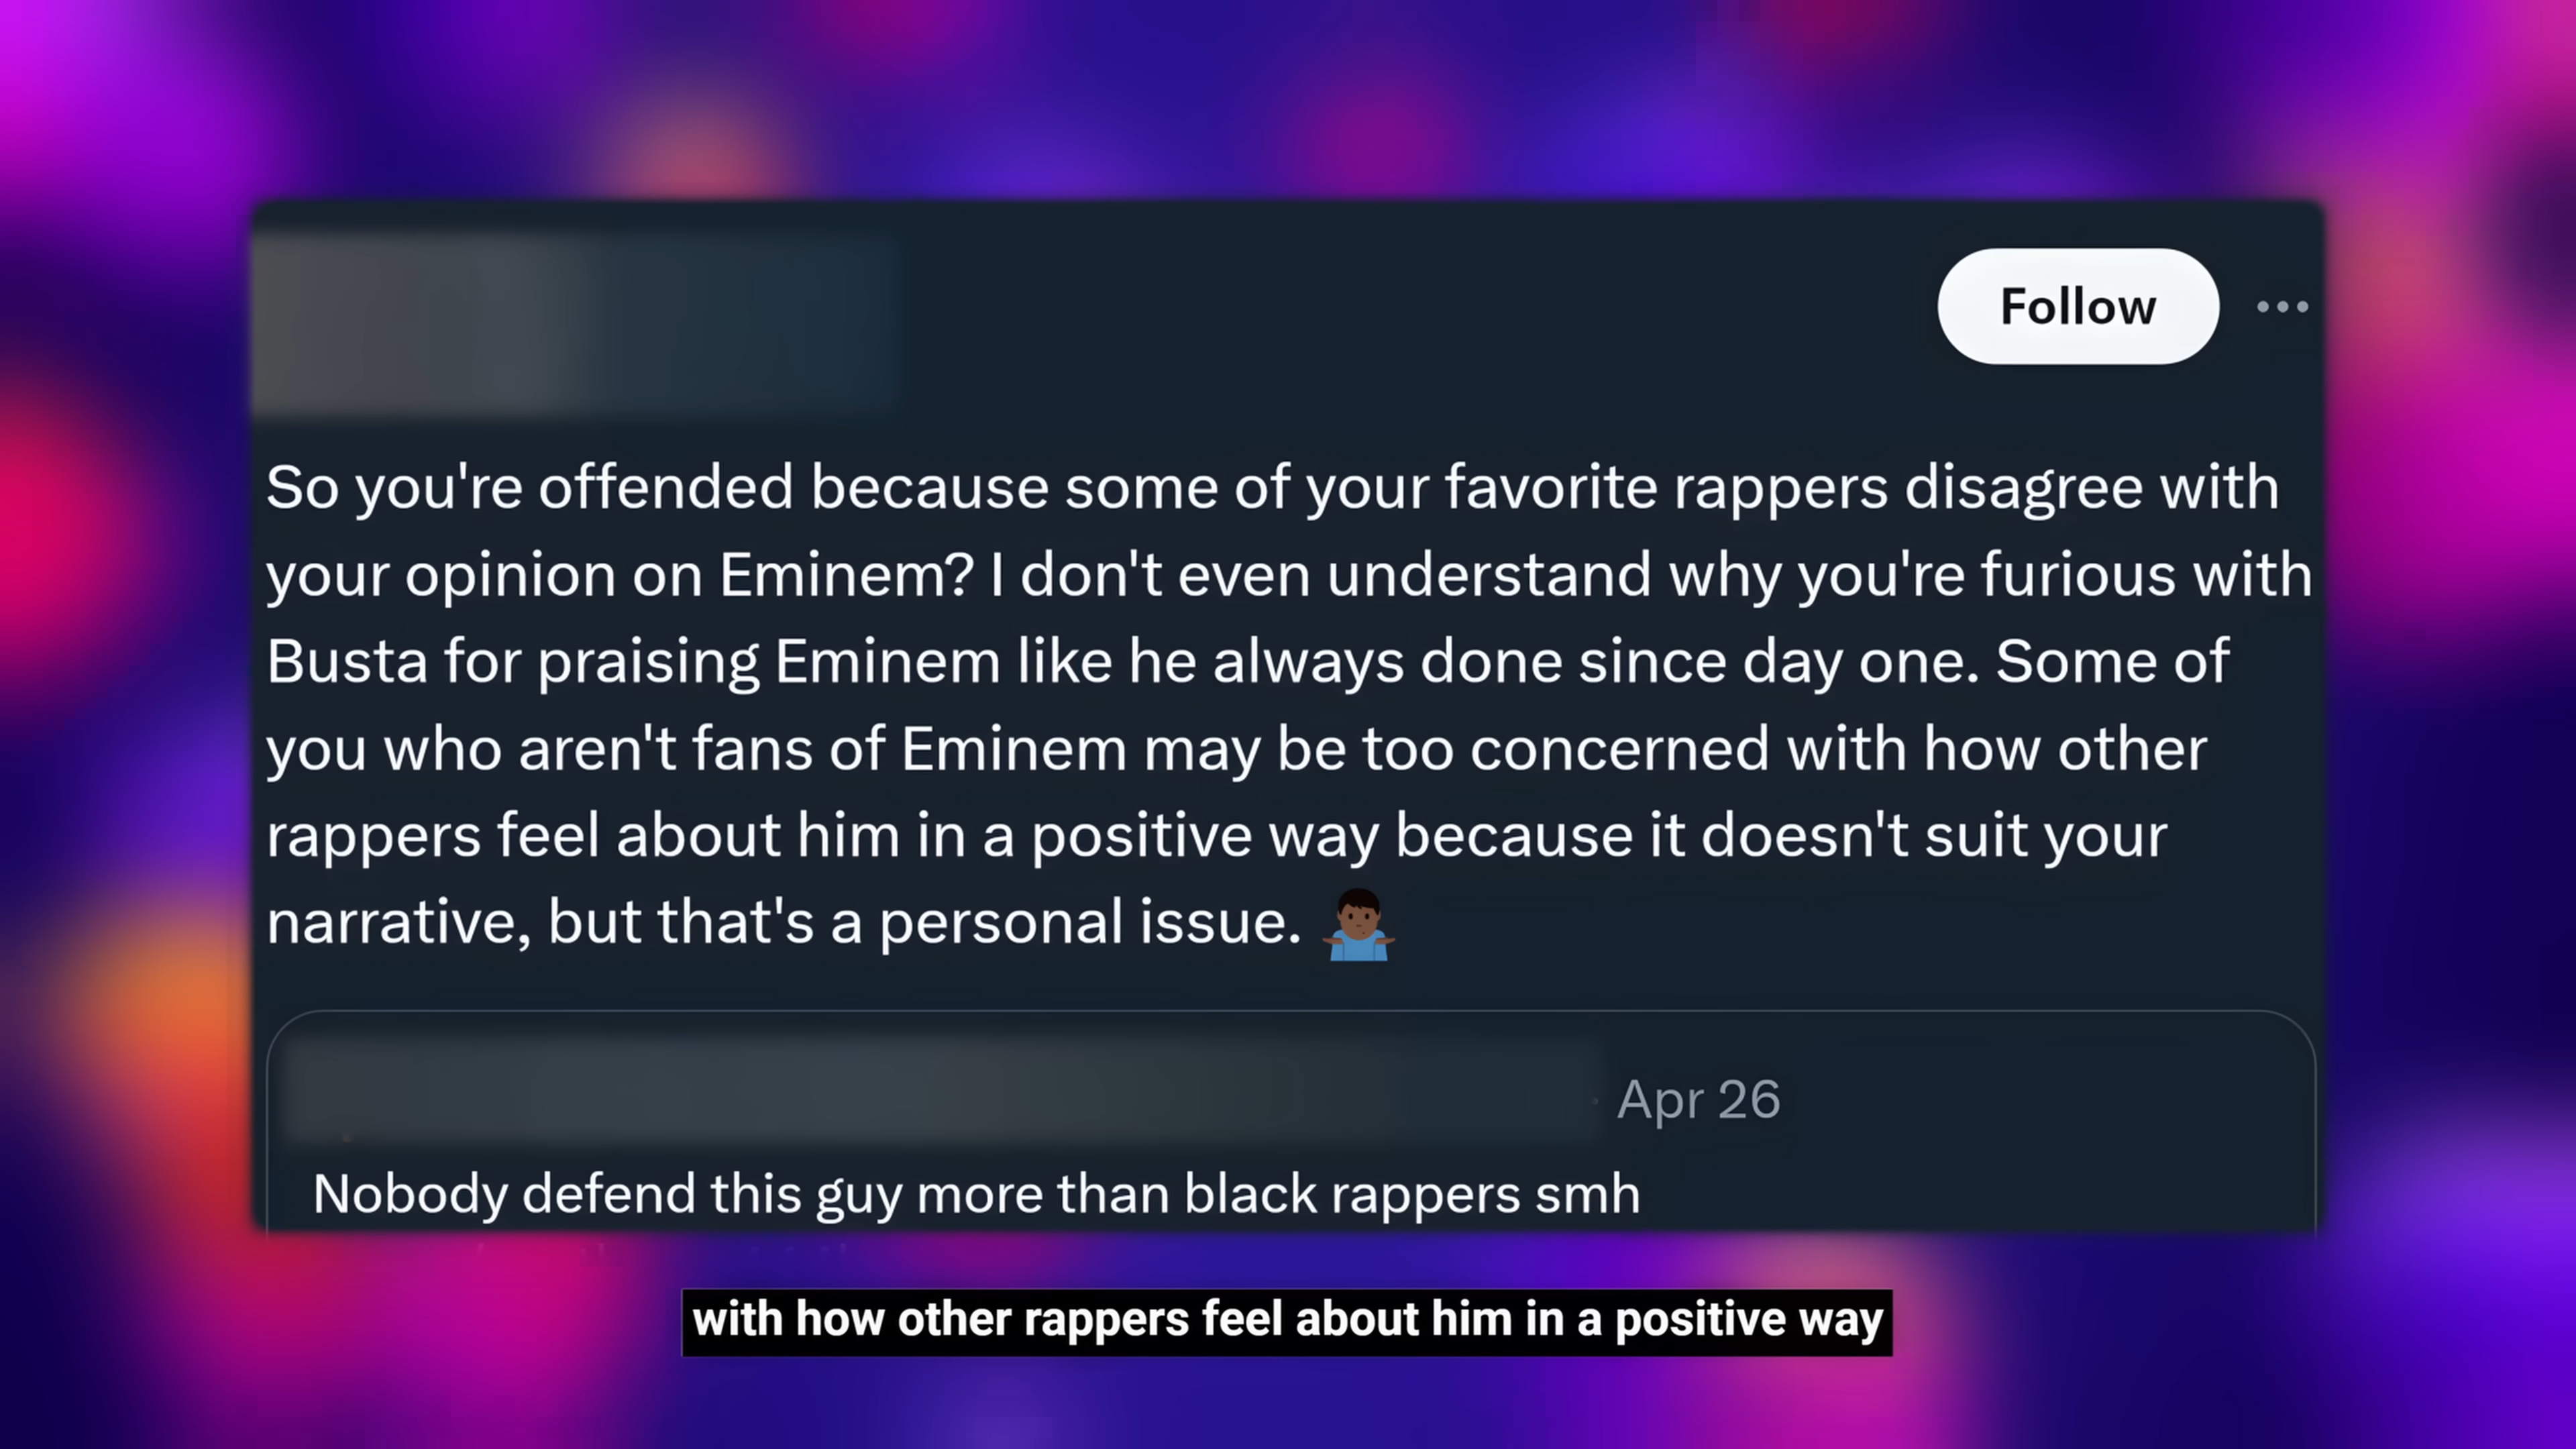 Follow
So you're offended because some of your favorite rappers disagree with
your opinion on Eminem? I don't even understand why you're furious with
Busta for praising Eminem like he always done since day one. Some of
you who aren't fans of Eminem may be too concerned with how other
rappers feel about him in a positive way because it doesn't suit your
narrative, but that's a personal issue. 🤷🏾‍♂️
Apr 26
Nobody defend this guy more than black rappers smh
with how other rappers feel about him in a positive way